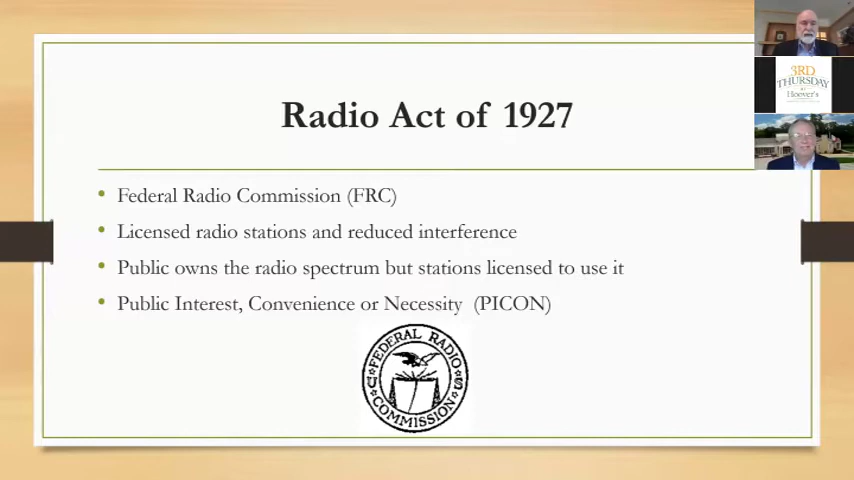 Radio Act of 1927
Federal Radio Commission (FRC)
Licensed radio stations and reduced interference
Public owns the radio spectrum but stations licensed to use it
Public Interest, Convenience or Necessity (PICON)
FEDERAL RADIO
U S
COMMISSION
3RD
THURSDAY
AT
Hoover's